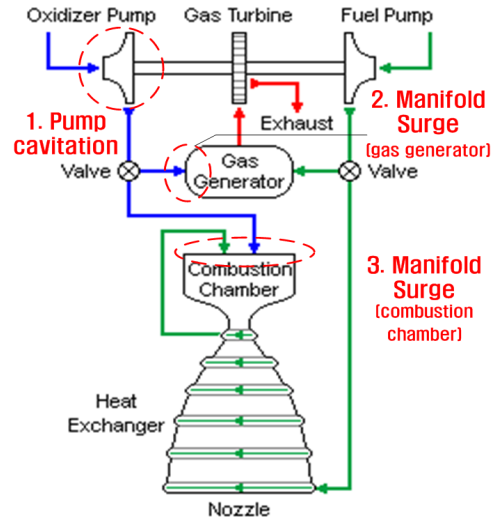 Oxidizer Pump
Gas Turbine
Fuel Pump
1. Pump
cavitation
2. Manifold
Surge
(gas generator)
Exhaust
Valve
Gas
Generator
Valve
Combustion
Chamber
3. Manifold
Surge
(combustion
chamber)
Heat
Exchanger
Nozzle